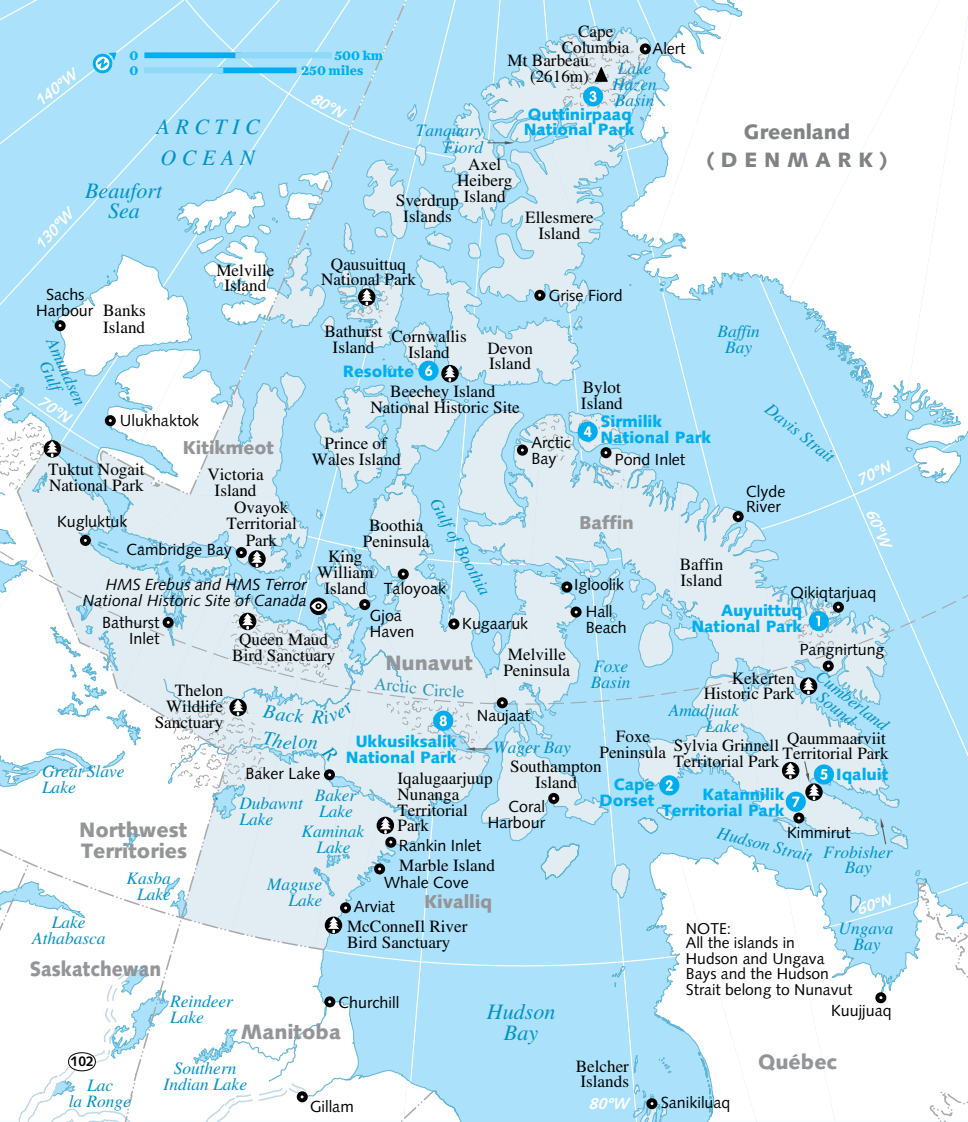 Cape
Columbia
Alert
Mt Barbeau
(2616m)
Lake
Hazen
Basin
3
Quttinirpaaq
National Park
0 500 km
0 250 miles
140°W
80°N
ARCTIC
OCEAN
Tanquary
Fiord
Greenland
(DENMARK)
Axel
Heiberg
Island
Beaufort
Sea
Sverdrup
Islands
Ellesmere
Island
130°W
Melville
Island
Qausuittuq
National Park
Sachs
Harbour
Banks
Island
Grise Fiord
Bathurst
Island
Cornwallis
Island
Devon
Island
Baffin
Bay
Amundsen
Gulf
Resolute 6
Beechey Island
National Historic Site
Bylot
Island
70°N
Ulukhaktok
4 Sirmilik
National Park
Davis Strait
Kitikmeot
Prince of
Wales Island
Arctic
Bay
Pond Inlet
Tuktut Nogait
National Park
Victoria
Island
70°N
Ovayok
Territorial
Park
Gulf of Boothia
Clyde
River
Kugluktuk
Boothia
Peninsula
Baffin
60°W
Cambridge Bay
King
William
Island
Baffin
Island
HMS Erebus and HMS Terror
National Historic Site of Canada
Taloyoak
Igloolik
Qikiqtarjuaq
Bathurst
Inlet
Gjoa
Haven
Kugaaruk
Hall
Beach
Auyuittuq
National Park
1
Queen Maud
Bird Sanctuary
Nunavut
Melville
Peninsula
Foxe
Basin
Pangnirtung
Arctic Circle
Kekerten
Historic Park
Cumberland
Sound
Thelon
Wildlife
Sanctuary
Back River
Naujaat
Amadjuak
Lake
8
Thelon R
Ukkusiksalik
National Park
Wager Bay
Foxe
Peninsula
Sylvia Grinnell
Territorial Park
Qaummaarviit
Territorial Park
Great Slave
Lake
Baker Lake
Southampton
Island
5 Iqaluit
Iqalugaarjuup
Nunanga
Territorial
Park
Cape
Dorset
2
Katannilik
Territorial Park
7
Dubawnt
Lake
Baker
Lake
Coral
Harbour
Kimmirut
Northwest
Territories
Kaminak
Lake
Rankin Inlet
Hudson Strait
Frobisher
Bay
Marble Island
Kasba
Lake
Maguse
Lake
Whale Cove
Kivalliq
60°N
Lake
Athabasca
Arviat
McConnell River
Bird Sanctuary
NOTE:
All the islands in
Hudson and Ungava
Bays and the Hudson
Strait belong to Nunavut
Ungava
Bay
Saskatchewan
Reindeer
Lake
Churchill
Kuujjuaq
Manitoba
Hudson
Bay
102
Southern
Indian Lake
Québec
Lac
la Ronge
Belcher
Islands
Gillam
80°W
Sanikiluaq